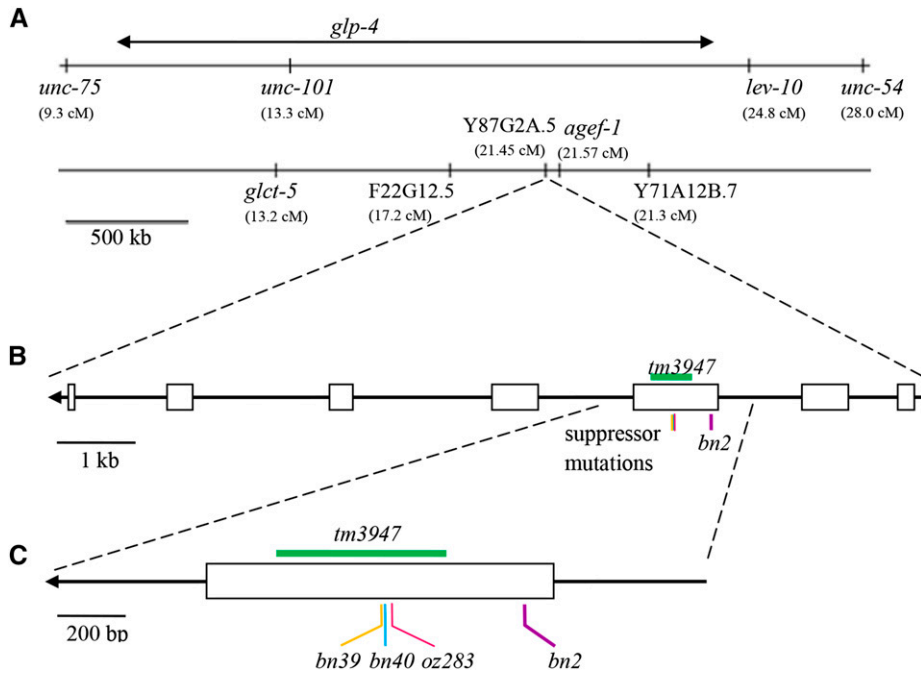 A
glp-4
unc-75
(9.3 cM)
unc-101
(13.3 cM)
lev-10
(24.8 cM)
unc-54
(28.0 cM)
Y87G2A.5
(21.45 cM)
agef-1
(21.57 cM)
glct-5
(13.2 cM)
F22G12.5
(17.2 cM)
Y71A12B.7
(21.3 cM)
500 kb
B
tm3947
1 kb
suppressor
mutations
bn2
C
tm3947
200 bp
bn39
bn40
oz283
bn2